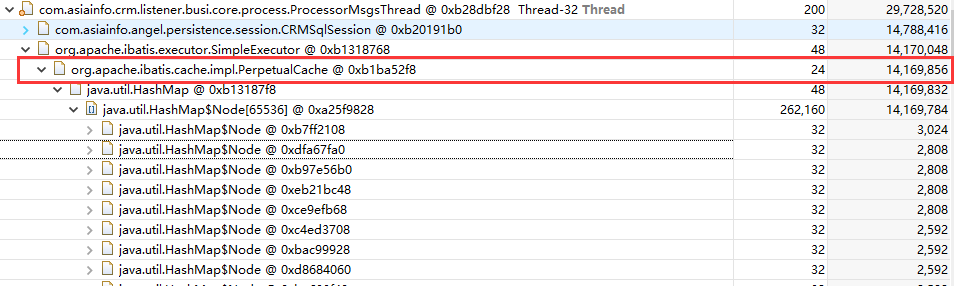 com.asiainfo.crm.listener.busi.core.process.ProcessorMsgsThread @ 0xb28dbf28 Thread-32 Thread 200 29,728,520
com.asiainfo.angel.persistence.session.CRMSqlSession @ 0xb20191b0 32 14,788,416
org.apache.ibatis.executor.SimpleExecutor @ 0xb1318768 48 14,170,048
org.apache.ibatis.cache.impl.PerpetualCache @ 0xb1ba52f8 24 14,169,856
java.util.HashMap @ 0xb13187f8 48 14,169,832
java.util.HashMap$Node[65536] @ 0xa25f9828 262,160 14,169,784
java.util.HashMap$Node @ 0xb7ff2108 32 3,024
java.util.HashMap$Node @ 0xdfa67fa0 32 2,808
java.util.HashMap$Node @ 0xb97e56b0 32 2,808
java.util.HashMap$Node @ 0xeb21bc48 32 2,808
java.util.HashMap$Node @ 0xce9efb68 32 2,808
java.util.HashMap$Node @ 0xc4ed3708 32 2,592
java.util.HashMap$Node @ 0xbac99928 32 2,592
java.util.HashMap$Node @ 0xd8684060 32 2,592